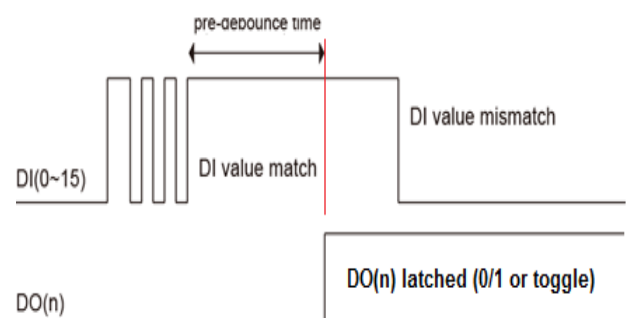 pre-debounce time
DI value mismatch
DI value match
DI(0~15)
DO(n) latched (0/1 or toggle)
DO(n)